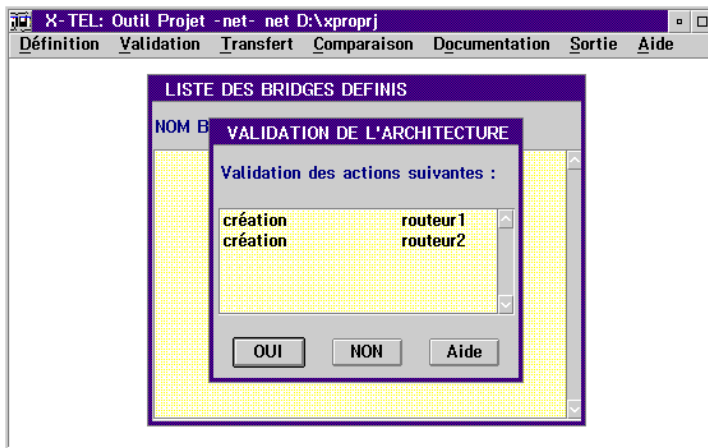 X-TEL: Outil Projet -net- net D:\xproprj
Définition Validation Transfert Comparaison Documentation Sortie Aide
LISTE DES BRIDGES DEFINIS
NOM B
VALIDATION DE L'ARCHITECTURE
Validation des actions suivantes :
création routeur1
création routeur2
OUI NON Aide